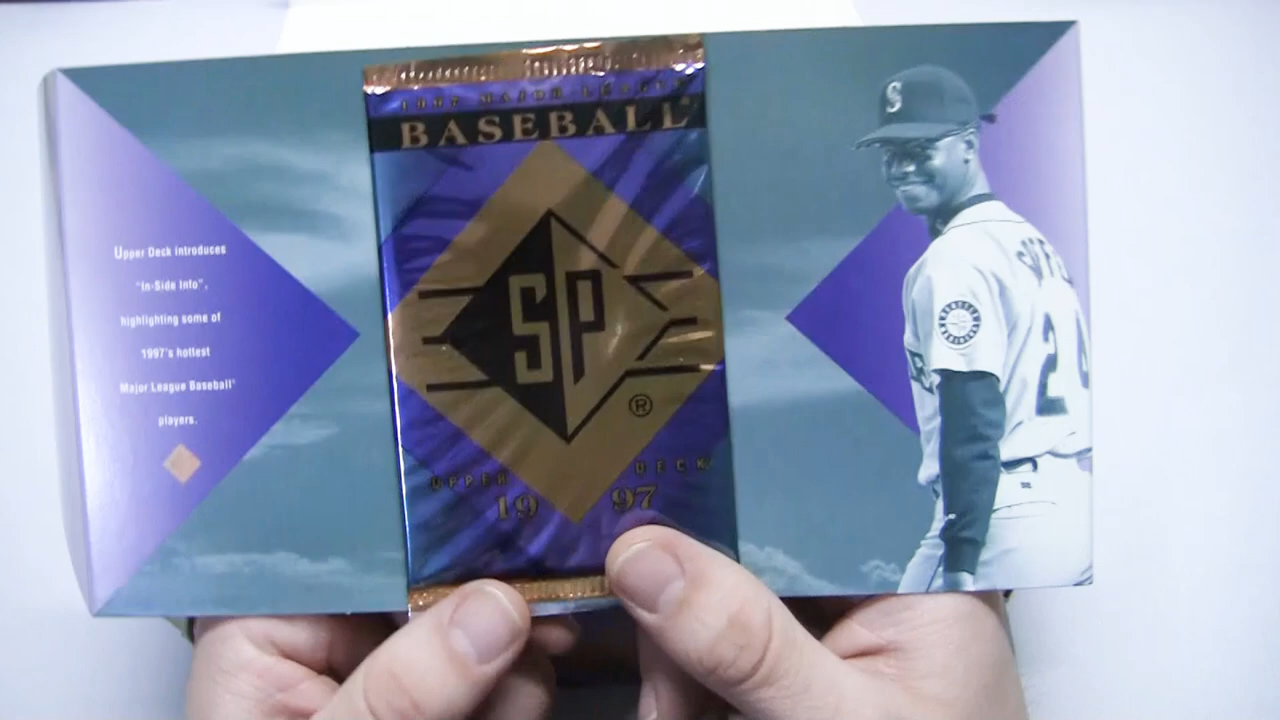 Upper Deck introduces
"In-Side Info",
highlighting some of
1997's hottest
Major League Baseball®
players.
1997 MAJOR LEAGUE
BASEBALL®
SP
®
UPPER DECK
19 97
S
24